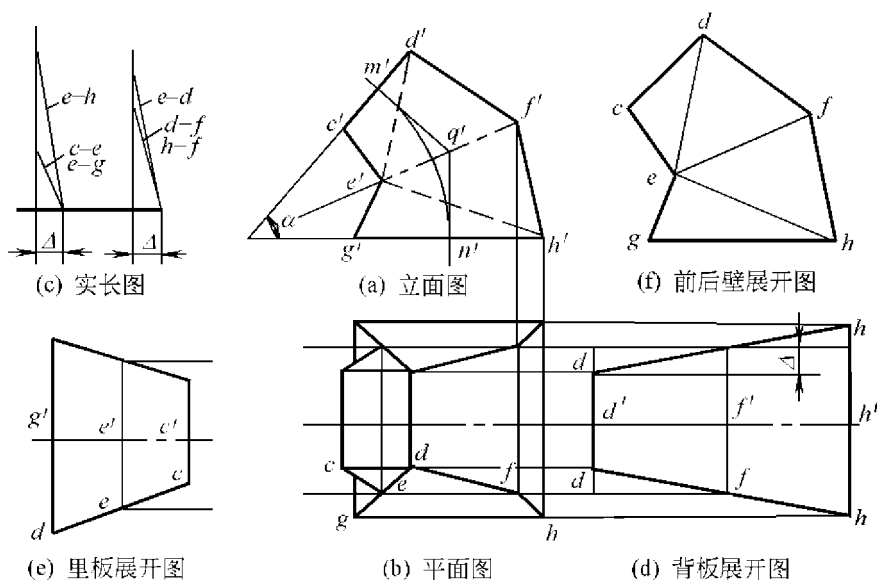 e–h
c–e
e–g
e–d
d–f
h–f
Δ
Δ
(c) 实长图
d′
m′
c′
f′
q′
e′
α
g′
n′
h′
(a) 立面图
d
c
f
e
g
h
(f) 前后壁展开图
g′
e′
c′
c
e
d
(e) 里板展开图
c
d
e
f
g
h
(b) 平面图
h
d
Δ
d′
f′
h′
d
f
h
(d) 背板展开图